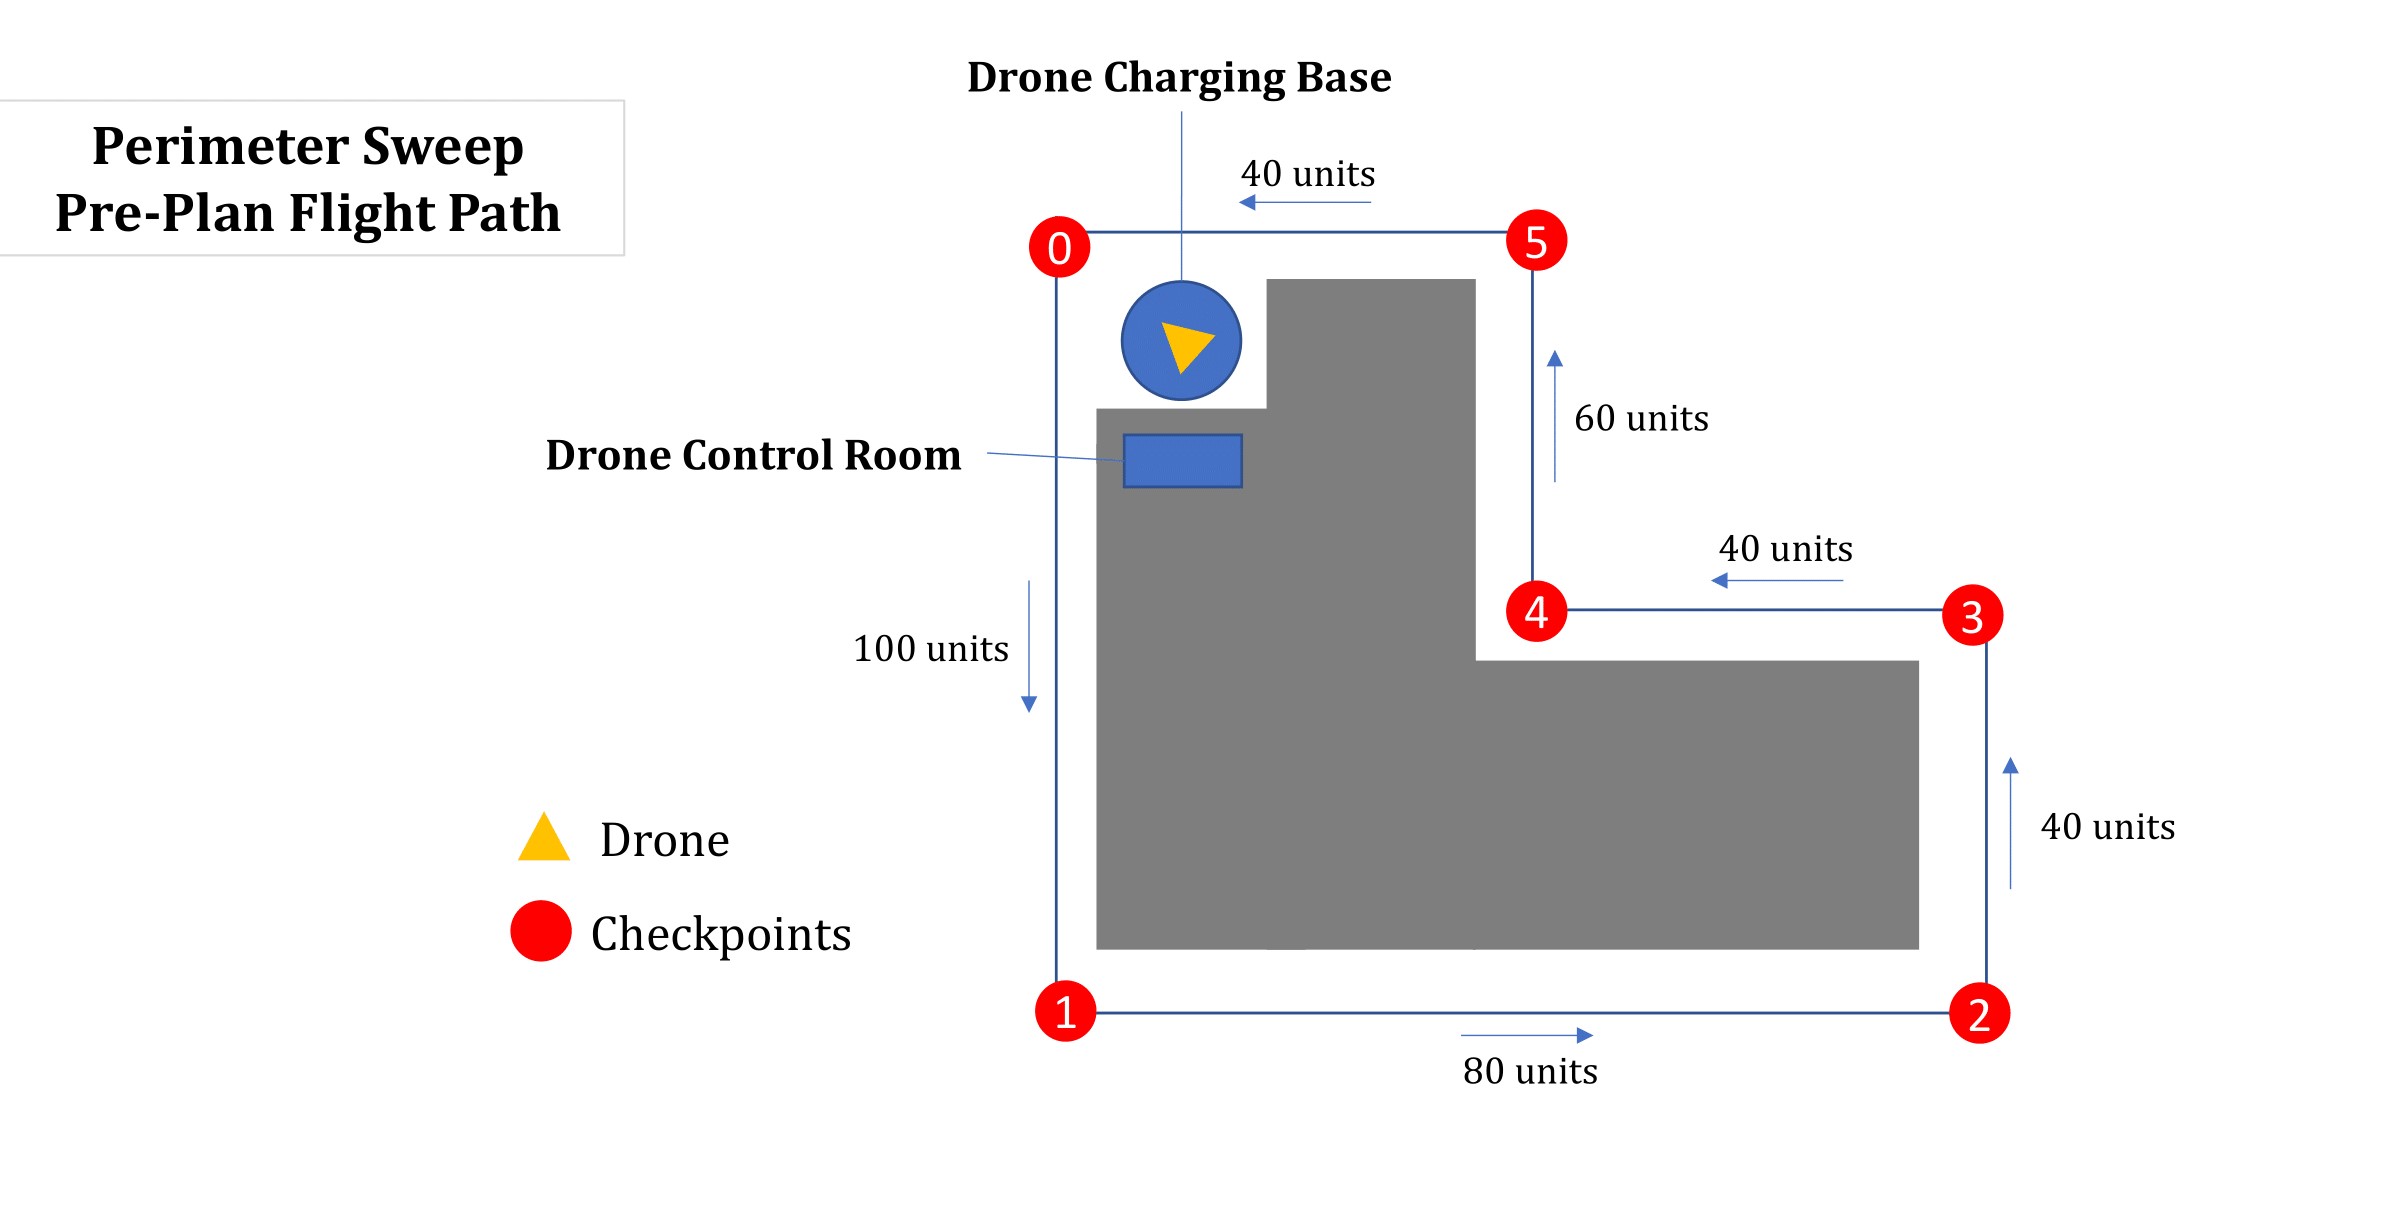 Drone Charging Base
Perimeter Sweep
Pre-Plan Flight Path
40 units
0
5
60 units
Drone Control Room
40 units
4
3
100 units
40 units
Drone
Checkpoints
1
2
80 units